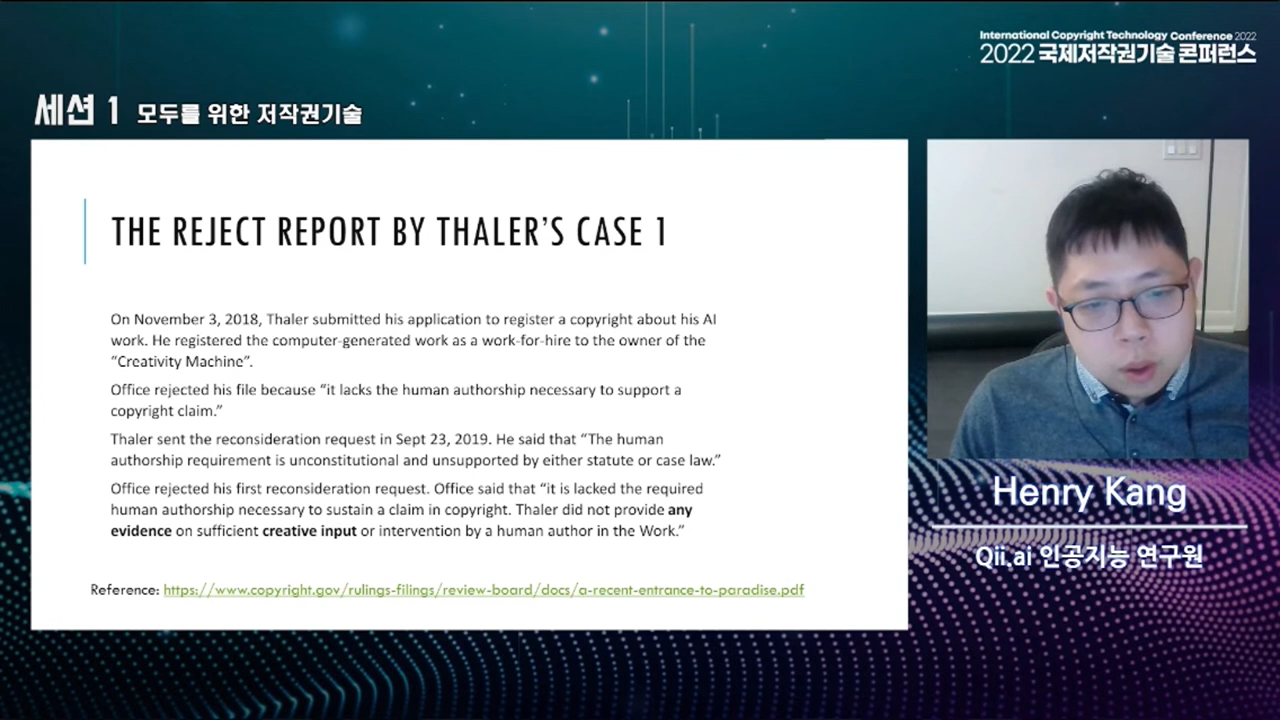 International Copyright Technology Conference 2022
2022 국제저작권기술 콘퍼런스
세션 1 모두를 위한 저작권기술
THE REJECT REPORT BY THALER’S CASE 1
On November 3, 2018, Thaler submitted his application to register a copyright about his AI
work. He registered the computer-generated work as a work-for-hire to the owner of the
“Creativity Machine”.
Office rejected his file because “it lacks the human authorship necessary to support a
copyright claim.”
Thaler sent the reconsideration request in Sept 23, 2019. He said that “The human
authorship requirement is unconstitutional and unsupported by either statute or case law.”
Office rejected his first reconsideration request. Office said that “it is lacked the required
human authorship necessary to sustain a claim in copyright. Thaler did not provide any
evidence on sufficient creative input or intervention by a human author in the Work.”
Reference: https://www.copyright.gov/rulings-filings/review-board/docs/a-recent-entrance-to-paradise.pdf
Henry Kang
Qii.ai 인공지능 연구원